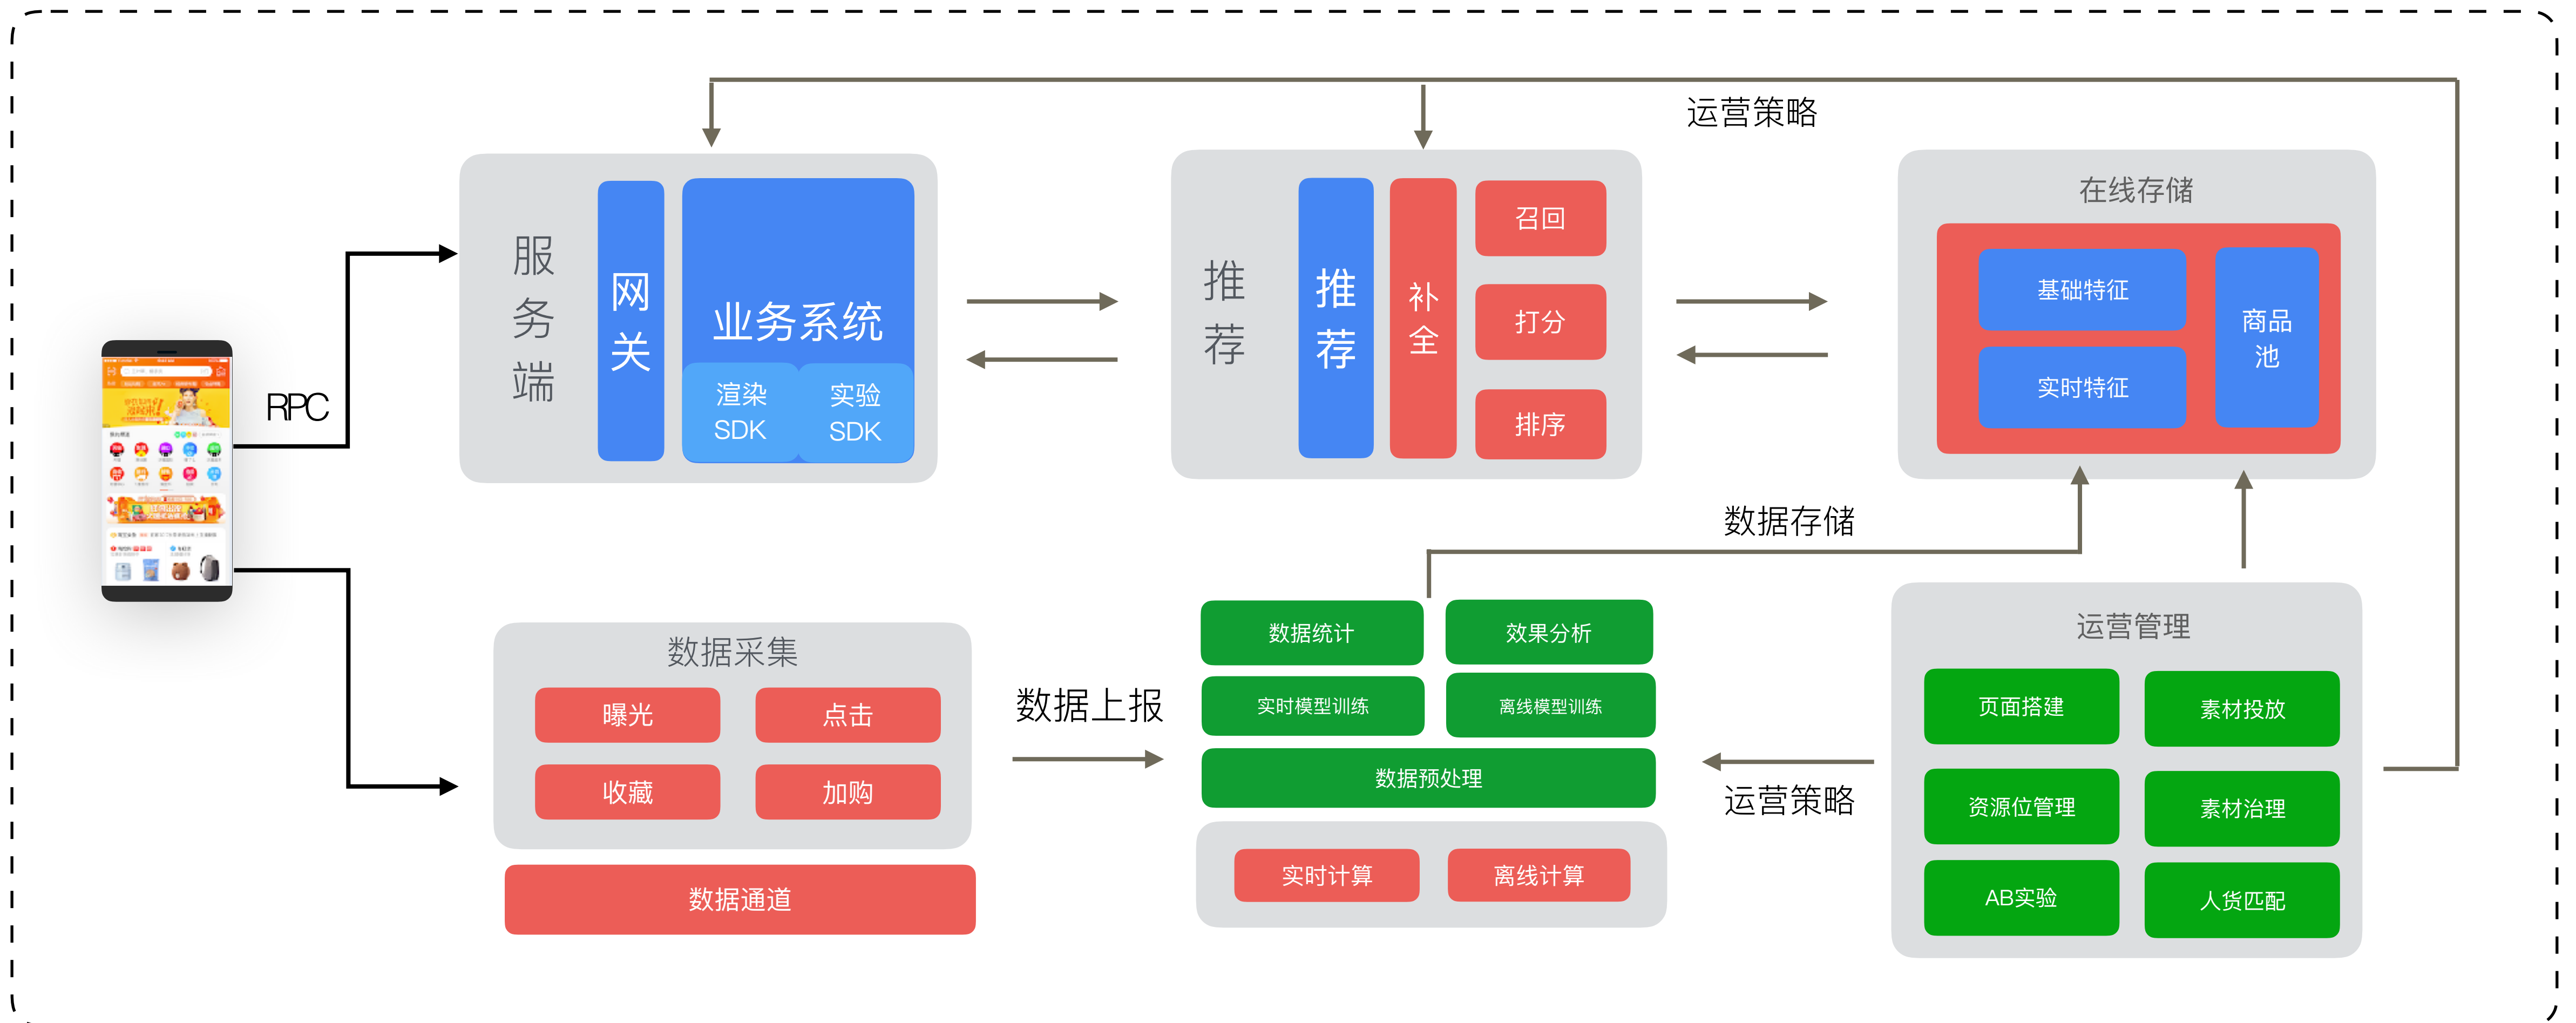 运营策略
RPC
服务端
网关
业务系统
渲染
SDK
实验
SDK
推荐
推荐
补全
召回
打分
排序
在线存储
基础特征
实时特征
商品
池
数据存储
数据采集
曝光
点击
收藏
加购
数据通道
数据上报
数据统计
效果分析
实时模型训练
离线模型训练
数据预处理
实时计算
离线计算
运营策略
运营管理
页面搭建
素材投放
资源位管理
素材治理
AB实验
人货匹配